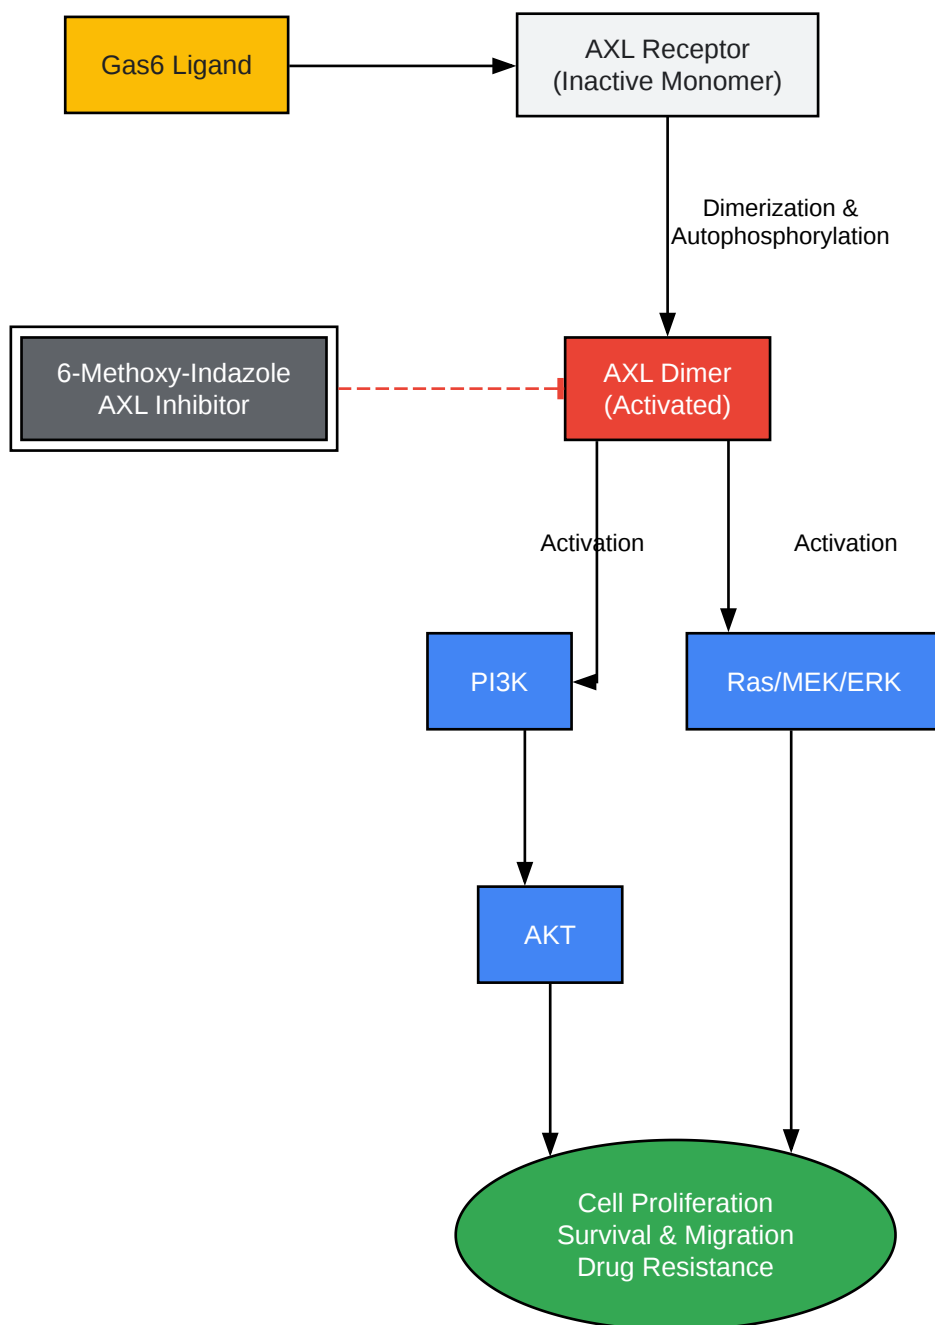 Gas6 Ligand
AXL Receptor
(Inactive Monomer)
Dimerization &
Autophosphorylation
6-Methoxy-Indazole
AXL Inhibitor
AXL Dimer
(Activated)
Activation
Activation
PI3K
Ras/MEK/ERK
AKT
Cell Proliferation
Survival & Migration
Drug Resistance